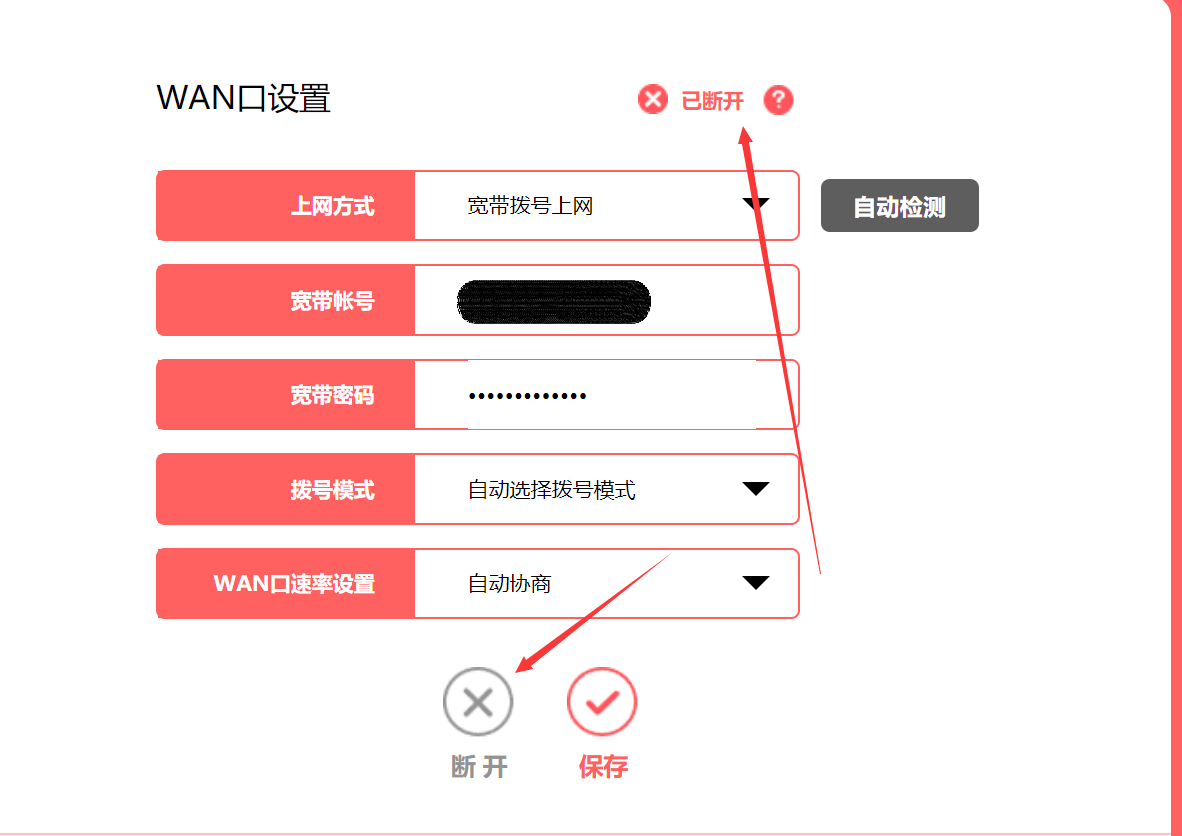 WAN口设置
已断开
?
上网方式
宽带拨号上网
自动检测
宽带帐号
宽带密码
•••••••••••••
拨号模式
自动选择拨号模式
WAN口速率设置
自动协商
断 开
保存